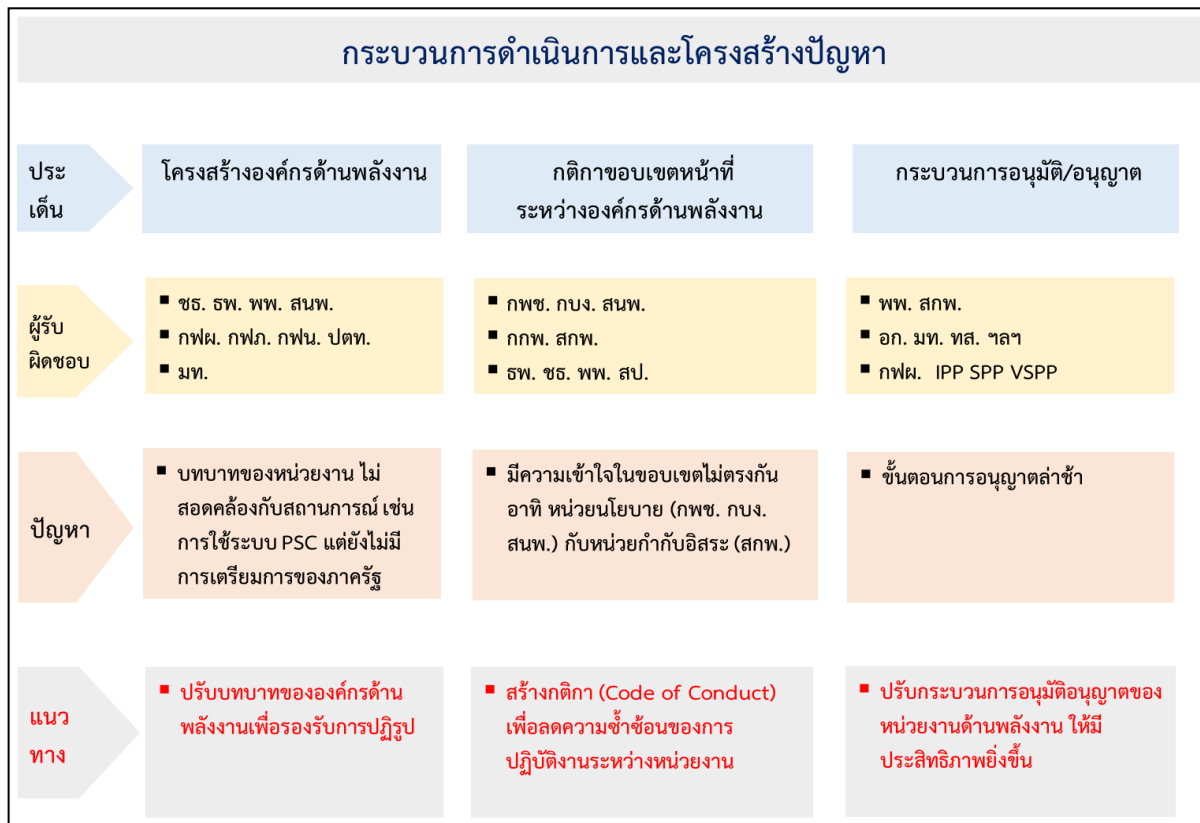 กระบวนการดำเนินการและโครงสร้างปัญหา
ประ
เด็น
โครงสร้างองค์กรด้านพลังงาน
กติกาขอบเขตหน้าที่
ระหว่างองค์กรด้านพลังงาน
กระบวนการอนุมัติ/อนุญาต
ผู้รับ
ผิดชอบ
▪ ชธ. ธพ. พพ. สนพ.
▪ กฟผ. กฟภ. กฟน. ปตท.
▪ มท.
▪ กพช. กบง. สนพ.
▪ กกพ. สกพ.
▪ ธพ. ชธ. พพ. สป.
▪ พพ. สกพ.
▪ อก. มท. ทส. ฯลฯ
▪ กฟผ. IPP SPP VSPP
ปัญหา
▪ บทบาทของหน่วยงาน ไม่
สอดคล้องกับสถานการณ์ เช่น
การใช้ระบบ PSC แต่ยังไม่มี
การเตรียมการของภาครัฐ
▪ มีความเข้าใจในขอบเขตไม่ตรงกัน
อาทิ หน่วยนโยบาย (กพช. กบง.
สนพ.) กับหน่วยกำกับอิสระ (สกพ.)
▪ ขั้นตอนการอนุญาตล่าช้า
แนว
ทาง
▪ ปรับบทบาทขององค์กรด้าน
พลังงานเพื่อรองรับการปฏิรูป
▪ สร้างกติกา (Code of Conduct)
เพื่อลดความซ้ำซ้อนของการ
ปฏิบัติงานระหว่างหน่วยงาน
▪ ปรับกระบวนการอนุมัติอนุญาตของ
หน่วยงานด้านพลังงาน ให้มี
ประสิทธิภาพยิ่งขึ้น